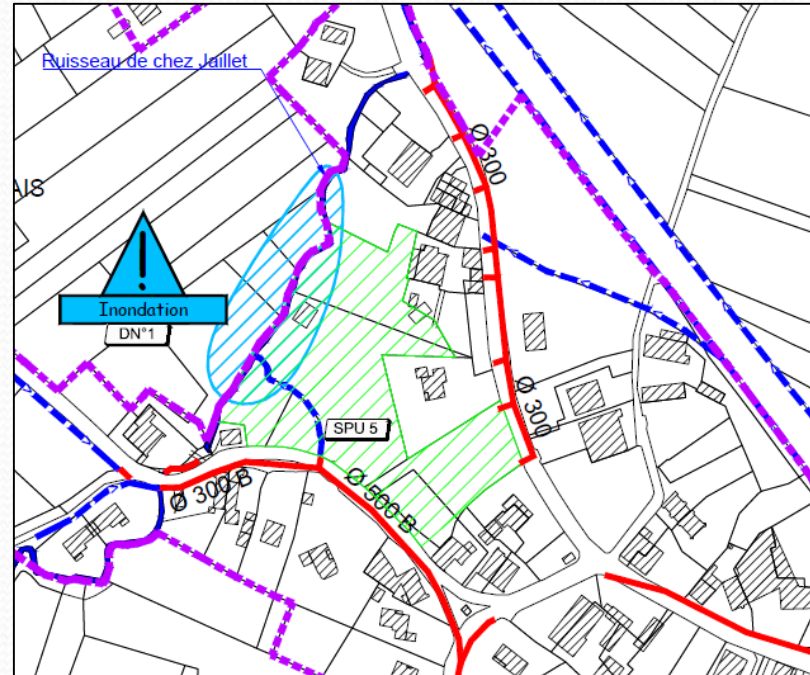 Ruisseau de chez Jaillet
AIS
!
Inondation
DN°1
Ø 300
Ø 300
SPU 5
Ø 300 B
Ø 500 B